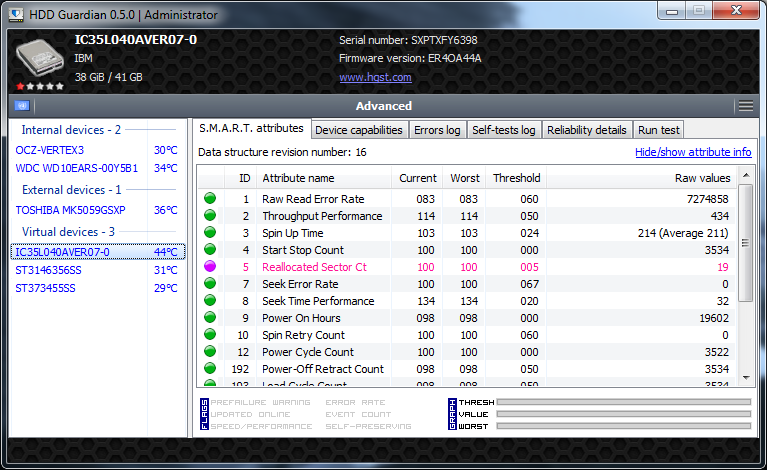 HDD Guardian 0.5.0 | Administrator
IC35L040AVER07-0
IBM
38 GiB / 41 GB
Serial number: SXPTXFY6398
Firmware version: ER4OA44A
www.hgst.com
Advanced
Internal devices - 2
OCZ-VERTEX3 30°C
WDC WD10EARS-00Y5B1 34°C
External devices - 1
TOSHIBA MK5059GSXP 36°C
Virtual devices - 3
IC35L040AVER07-0 44°C
ST3146356SS 31°C
ST373455SS 29°C
S.M.A.R.T. attributes Device capabilities Errors log Self-tests log Reliability details Run test
Data structure revision number: 16 Hide/show attribute info
ID Attribute name Current Worst Threshold Raw values
1 Raw Read Error Rate 083 083 060 7274858
2 Throughput Performance 114 114 050 434
3 Spin Up Time 103 103 024 214 (Average 211)
4 Start Stop Count 100 100 000 3534
5 Reallocated Sector Ct 100 100 005 19
7 Seek Error Rate 100 100 067 0
8 Seek Time Performance 134 134 020 32
9 Power On Hours 098 098 000 19602
10 Spin Retry Count 100 100 060 0
12 Power Cycle Count 100 100 000 3522
192 Power-Off Retract Count 098 098 050 3534
193 Load Cycle Count 098 098 050 3534
FLAGS
PREFAILURE WARNING ERROR RATE
UPDATED ONLINE EVENT COUNT
SPEED/PERFORMANCE SELF-PRESERVING
GRAPH
THRESH
VALUE
WORST